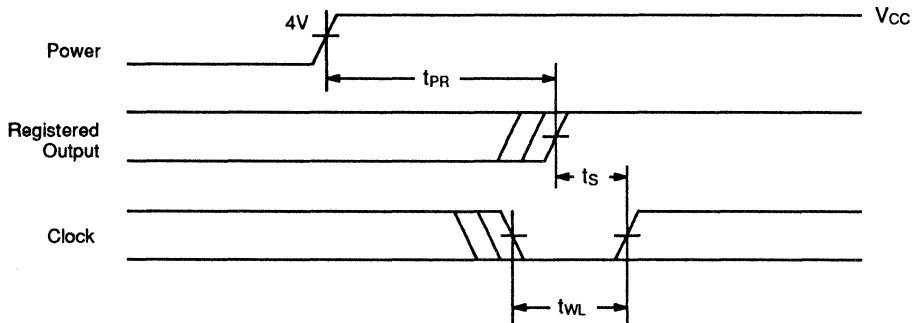 4V
VCC
Power
tPR
Registered
Output
tS
Clock
tWL